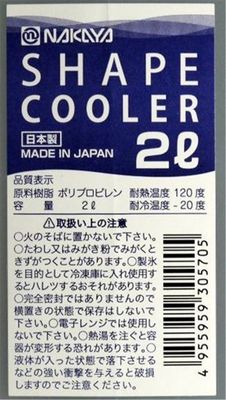 NAKAYA
SHAPE
COOLER
日本製
MADE IN JAPAN
2ℓ
品質表示
原料樹脂 ポリプロピレン 耐熱温度 120度
容量 2ℓ 耐冷温度 -20度
⚠取扱い上の注意
○火のそばに置かないで下さい。
○たわし又はみがき粉でみがくと
きずがつくことがあります。○製氷
を目的として冷凍庫に入れ使用す
るとハレツするおそれがあります。
○完全密封ではありませんので
横置きの状態で保存はしないで
下さい。○電子レンジでは使用し
ないで下さい。○熱湯を注ぐと容
器が変形する恐れがあります。○
液体が入った状態で落下させる
などの強い衝撃を与えると破損
しますのでご注意ください。
4 955959 305705